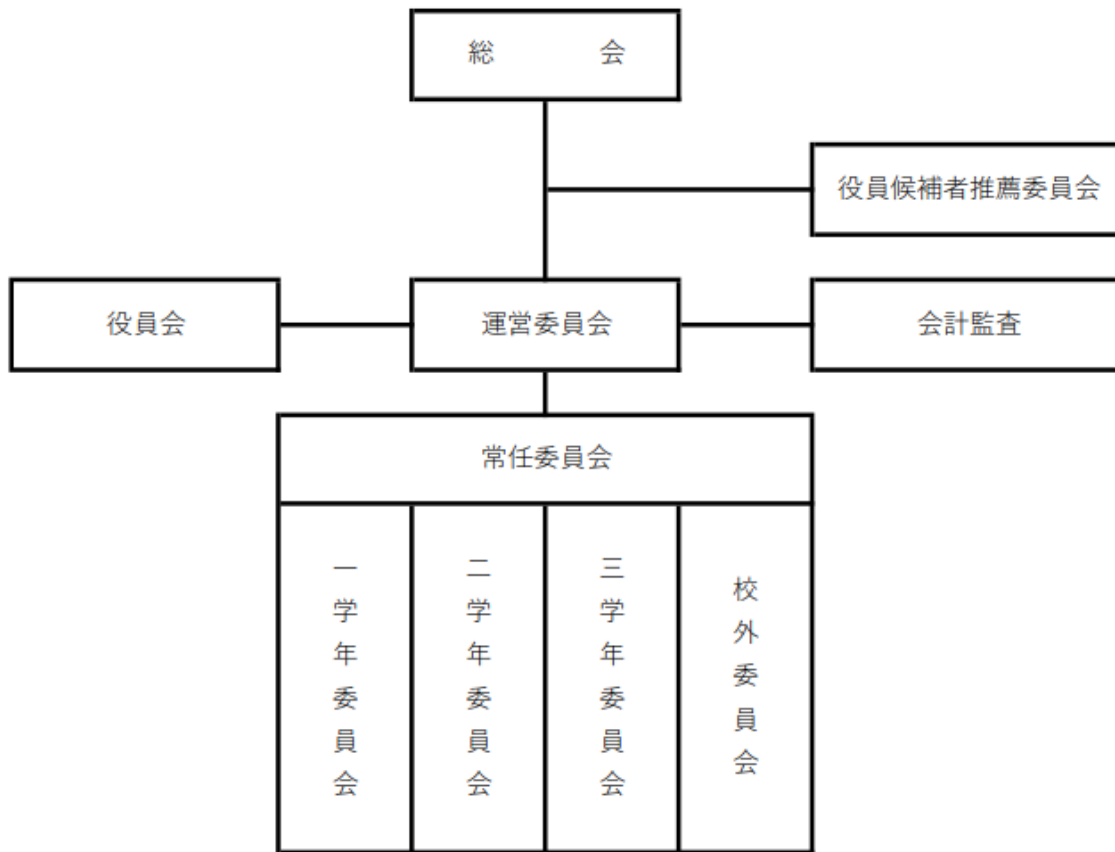 総　会
役員候補者推薦委員会
役員会
運営委員会
会計監査
常任委員会
一学年委員会
二学年委員会
三学年委員会
校外委員会